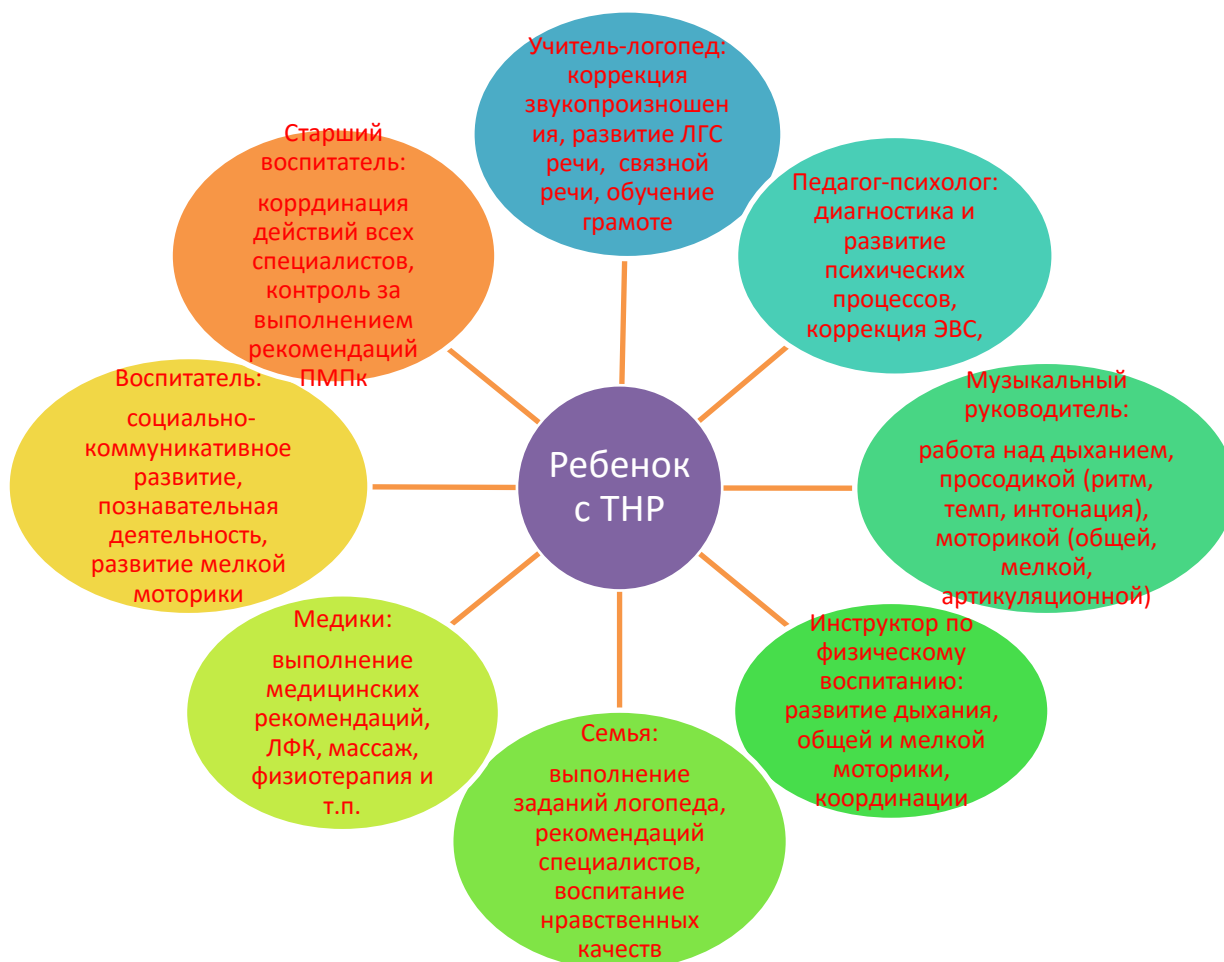 Учитель-логопед:
коррекция
звукопроизношен
ия, развитие ЛГС
речи, связной
речи, обучение
грамоте
Педагог-психолог:
диагностика и
развитие
психических
процессов,
коррекция ЭВС,
Музыкальный
руководитель:
работа над дыханием,
просодикой (ритм,
темп, интонация),
моторикой (общей,
мелкой,
артикуляционной)
Инструктор по
физическому
воспитанию:
развитие дыхания,
общей и мелкой
моторики,
координации
Семья:
выполнение
заданий логопеда,
рекомендаций
специалистов,
воспитание
нравственных
качеств
Медики:
выполнение
медицинских
рекомендаций,
ЛФК, массаж,
физиотерапия и
т.п.
Воспитатель:
социально-
коммуникативное
развитие,
познавательная
деятельность,
развитие мелкой
моторики
Старший
воспитатель:
коррдинация
действий всех
специалистов,
контроль за
выполнением
рекомендаций
ПМПк
Ребенок
с ТНР